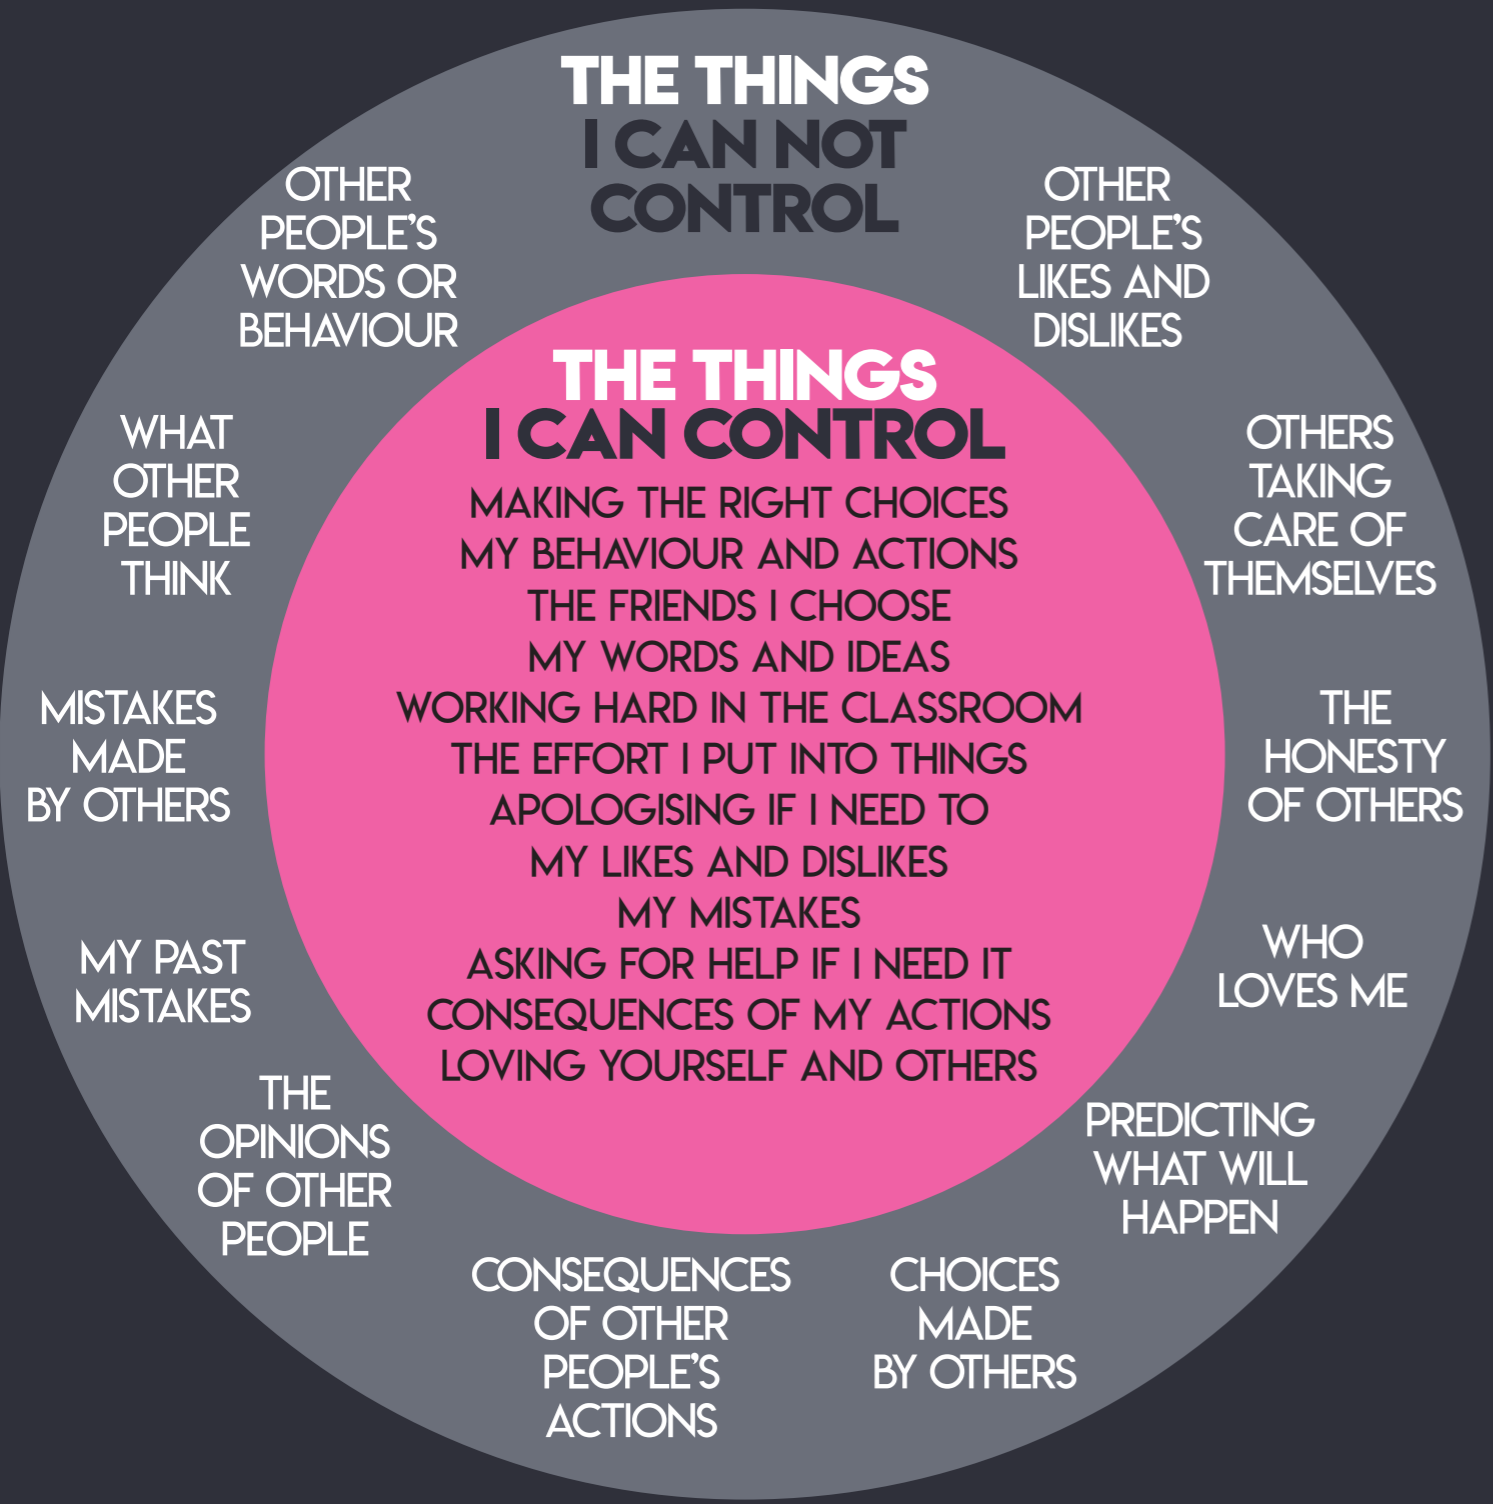 THE THINGS
I CAN NOT
CONTROL
OTHER
PEOPLE'S
WORDS OR
BEHAVIOUR
OTHER
PEOPLE'S
LIKES AND
DISLIKES
WHAT
OTHER
PEOPLE
THINK
OTHERS
TAKING
CARE OF
THEMSELVES
MISTAKES
MADE
BY OTHERS
THE
HONESTY
OF OTHERS
MY PAST
MISTAKES
WHO
LOVES ME
THE
OPINIONS
OF OTHER
PEOPLE
PREDICTING
WHAT WILL
HAPPEN
CONSEQUENCES
OF OTHER
PEOPLE'S
ACTIONS
CHOICES
MADE
BY OTHERS
THE THINGS
I CAN CONTROL
MAKING THE RIGHT CHOICES
MY BEHAVIOUR AND ACTIONS
THE FRIENDS I CHOOSE
MY WORDS AND IDEAS
WORKING HARD IN THE CLASSROOM
THE EFFORT I PUT INTO THINGS
APOLOGISING IF I NEED TO
MY LIKES AND DISLIKES
MY MISTAKES
ASKING FOR HELP IF I NEED IT
CONSEQUENCES OF MY ACTIONS
LOVING YOURSELF AND OTHERS